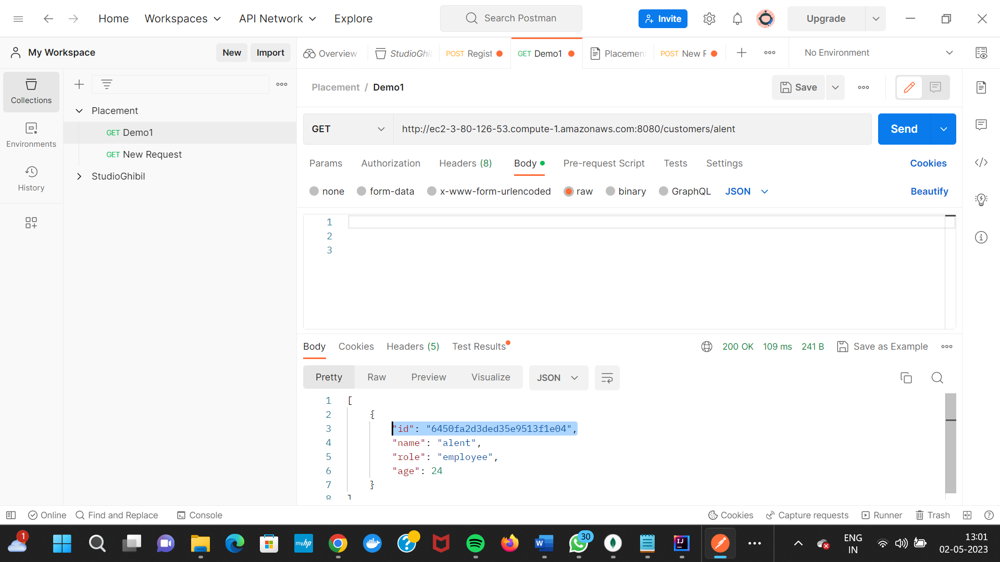 Home
Workspaces
API Network
Explore
Search Postman
Invite
Upgrade
My Workspace
New
Import
Overview
StudioGhil
POST Regist
GET Demo1
Placemen
POST New F
No Environment
Collections
Environments
History
Placement
GET Demo1
GET New Request
StudioGhibil
Placement / Demo1
Save
GET
http://ec2-3-80-126-53.compute-1.amazonaws.com:8080/customers/alent
Send
Params
Authorization
Headers (8)
Body
Pre-request Script
Tests
Settings
Cookies
none
form-data
x-www-form-urlencoded
raw
binary
GraphQL
JSON
Beautify
1
2
3
Body
Cookies
Headers (5)
Test Results
200 OK
109 ms
241 B
Save as Example
Pretty
Raw
Preview
Visualize
JSON
1 [
2 {
3 "id": "6450fa2d3ded35e9513f1e04",
4 "name": "alent",
5 "role": "employee",
6 "age": 24
7 }
8 ]
Online
Find and Replace
Console
Cookies
Capture requests
Runner
Trash
1
myhp
W
30
IJ
ENG
IN
13:01
02-05-2023